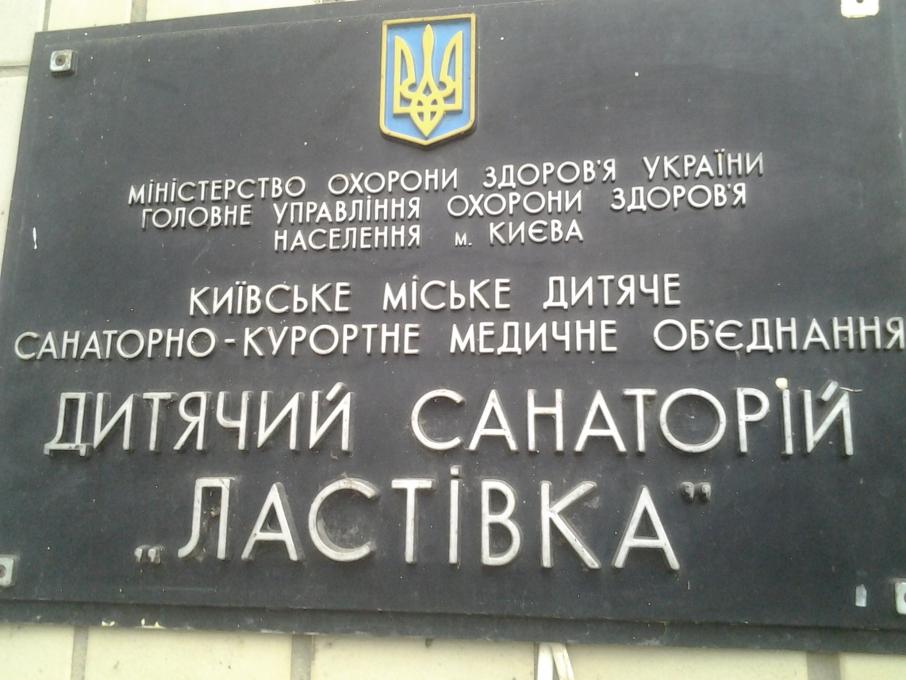 МІНІСТЕРСТВО ОХОРОНИ ЗДОРОВ'Я УКРАЇНИ
ГОЛОВНЕ УПРАВЛІННЯ ОХОРОНИ ЗДОРОВ'Я
НАСЕЛЕННЯ м. КИЄВА
КИЇВСЬКЕ МІСЬКЕ ДИТЯЧЕ
САНАТОРНО-КУРОРТНЕ МЕДИЧНЕ ОБ'ЄДНАННЯ
ДИТЯЧИЙ САНАТОРІЙ
„ЛАСТІВКА"